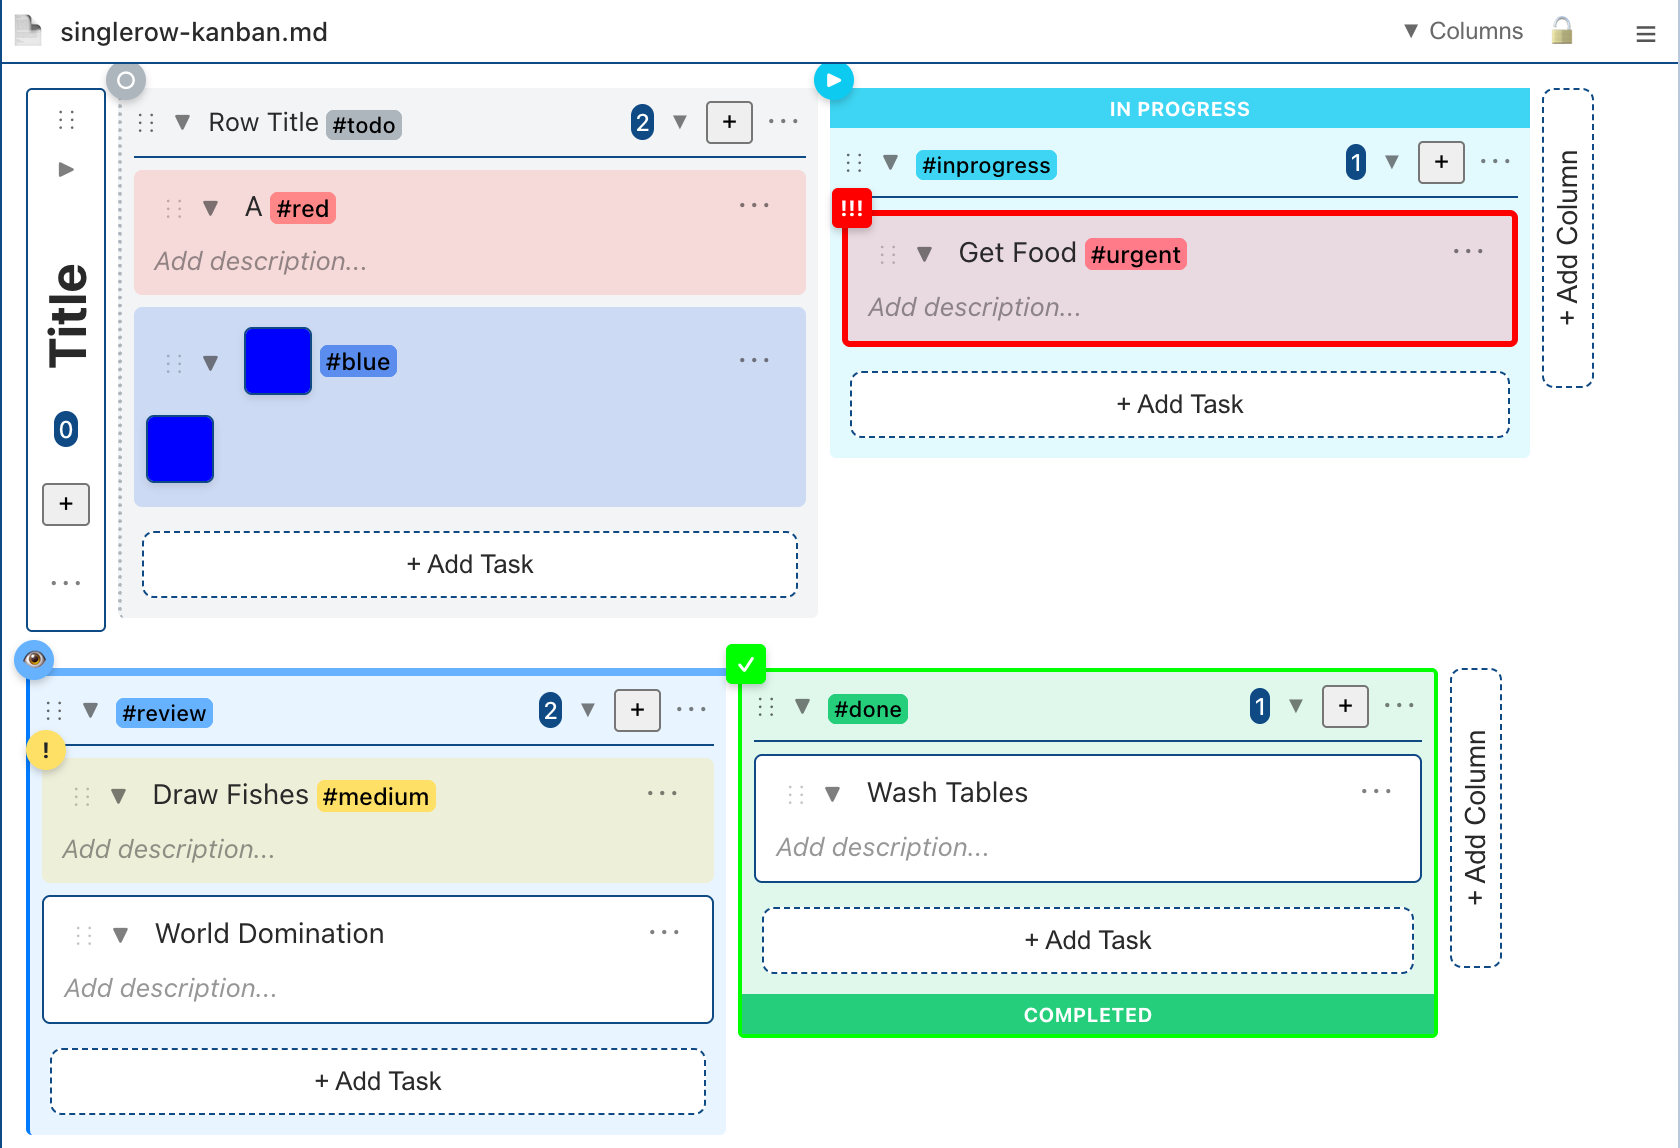 singlerow-kanban.md
▼ Columns
Title
0
+
Row Title #todo
2
+
A #red
Add description...
#blue
+ Add Task
IN PROGRESS
#inprogress
1
+
!!!
Get Food #urgent
Add description...
+ Add Task
+ Add Column
#review
2
+
!
Draw Fishes #medium
Add description...
World Domination
Add description...
+ Add Task
#done
1
+
Wash Tables
Add description...
+ Add Task
COMPLETED
+ Add Column